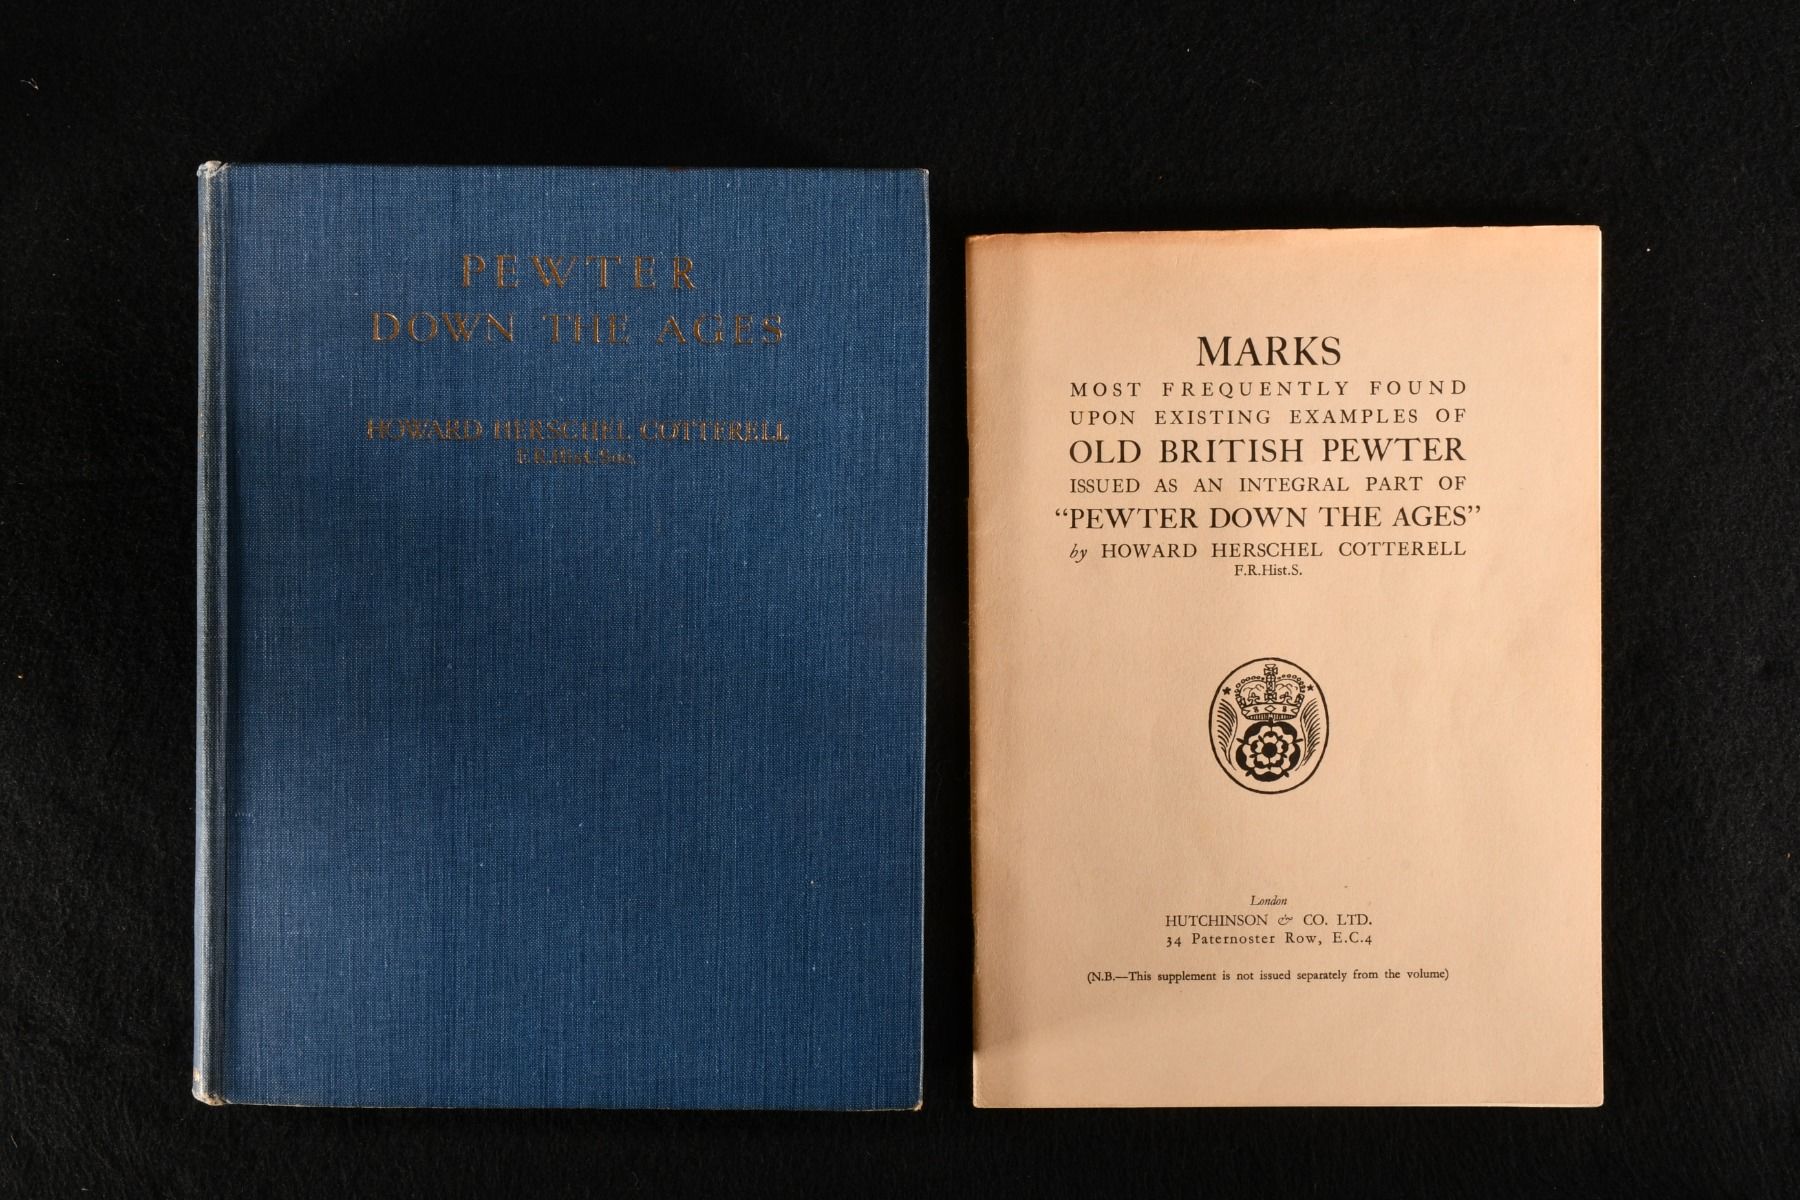 PEWTER
DOWN THE AGES
HOWARD HERSCHEL COTTERELL
F.R.Hist.Soc.
MARKS
MOST FREQUENTLY FOUND
UPON EXISTING EXAMPLES OF
OLD BRITISH PEWTER
ISSUED AS AN INTEGRAL PART OF
“PEWTER DOWN THE AGES”
by HOWARD HERSCHEL COTTERELL
F.R.Hist.S.
London
HUTCHINSON & CO. LTD.
34 Paternoster Row, E.C.4
(N.B.—This supplement is not issued separately from the volume)